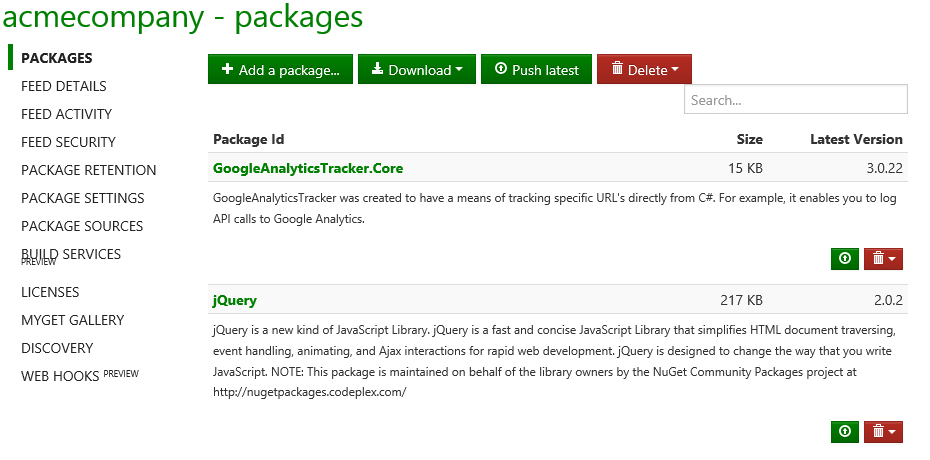 acmecompany - packages
PACKAGES
FEED DETAILS
FEED ACTIVITY
FEED SECURITY
PACKAGE RETENTION
PACKAGE SETTINGS
PACKAGE SOURCES
BUILD SERVICES
PREVIEW
LICENSES
MYGET GALLERY
DISCOVERY
WEB HOOKS PREVIEW
Add a package... Download Push latest Delete
Search...
Package Id Size Latest Version
GoogleAnalyticsTracker.Core 15 KB 3.0.22
GoogleAnalyticsTracker was created to have a means of tracking specific URL's directly from C#. For example, it enables you to log
API calls to Google Analytics.
jQuery 217 KB 2.0.2
jQuery is a new kind of JavaScript Library. jQuery is a fast and concise JavaScript Library that simplifies HTML document traversing,
event handling, animating, and Ajax interactions for rapid web development. jQuery is designed to change the way that you write
JavaScript. NOTE: This package is maintained on behalf of the library owners by the NuGet Community Packages project at
http://nugetpackages.codeplex.com/